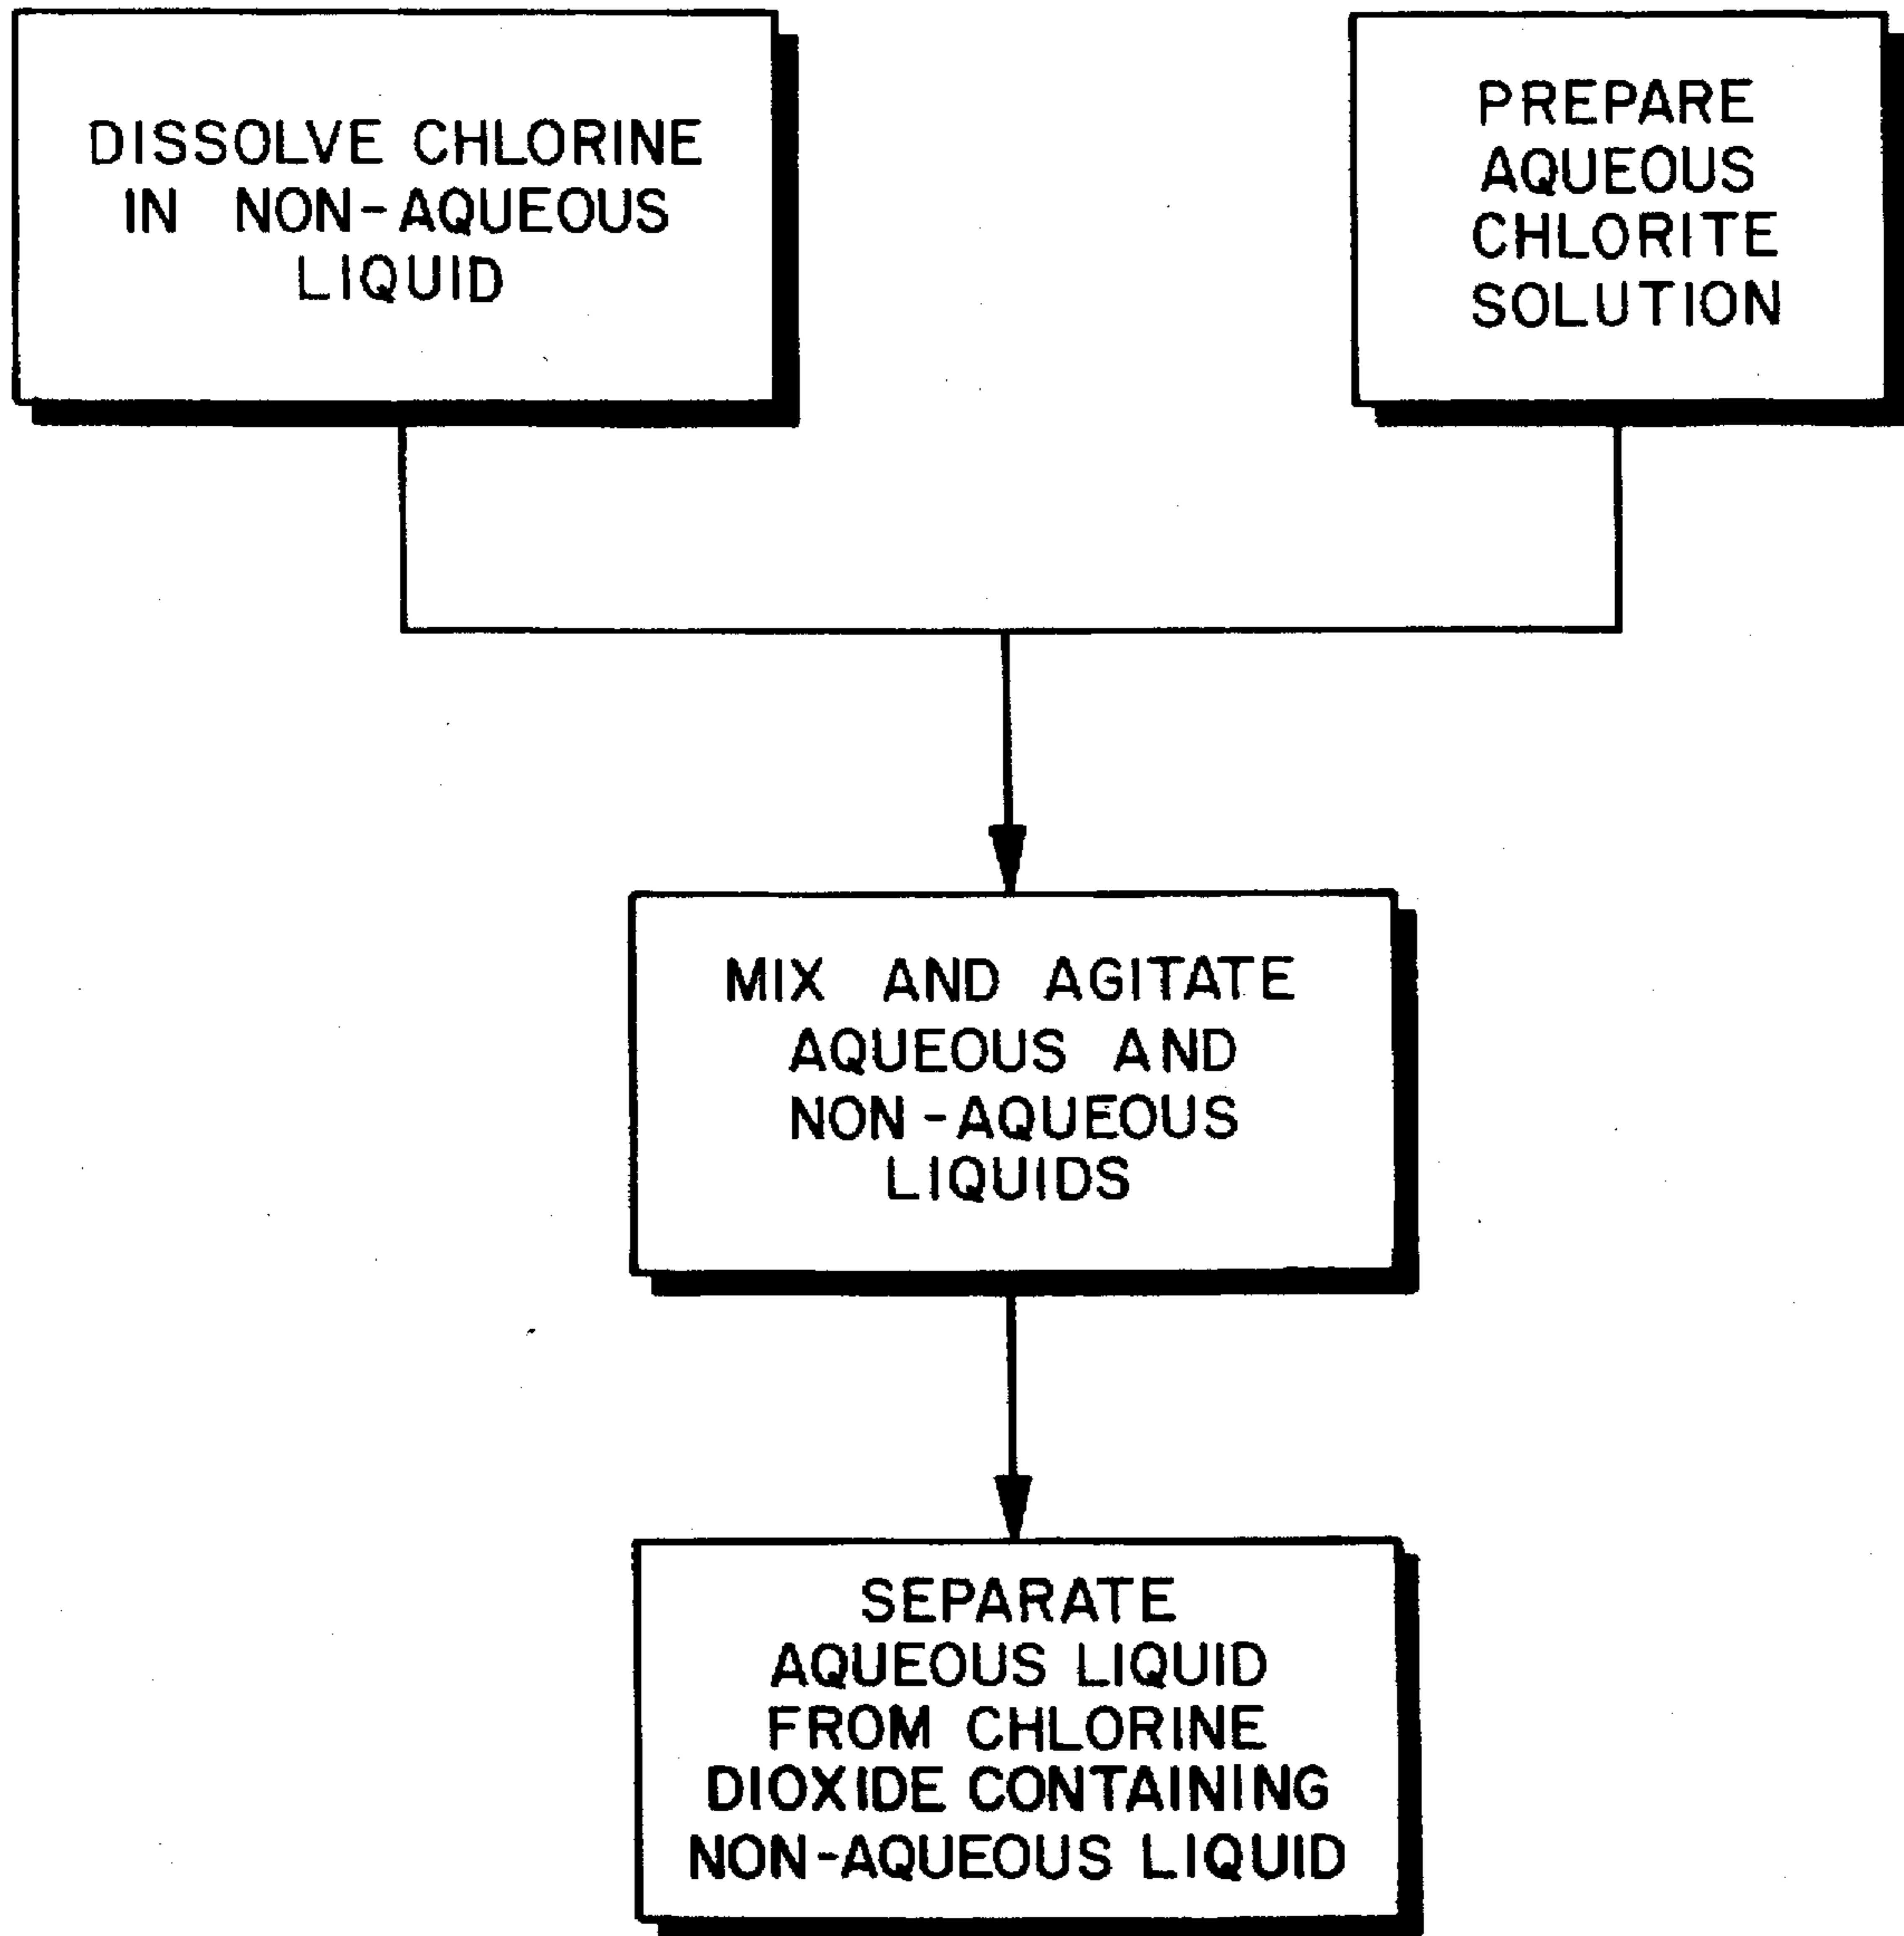 DISSOLVE CHLORINE
IN NON-AQUEOUS
LIQUID
PREPARE
AQUEOUS
CHLORITE
SOLUTION
MIX AND AGITATE
AQUEOUS AND
NON-AQUEOUS
LIQUIDS
SEPARATE
AQUEOUS LIQUID
FROM CHLORINE
DIOXIDE CONTAINING
NON-AQUEOUS LIQUID